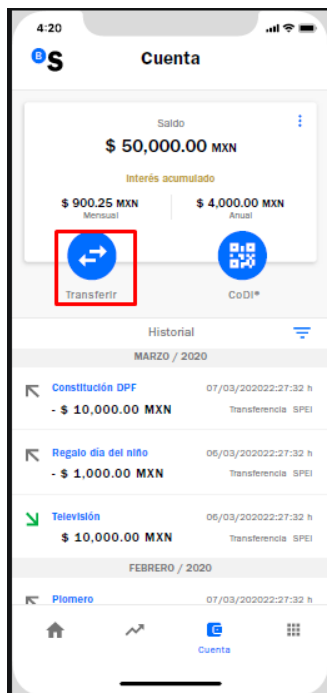 4:20
BS Cuenta
Saldo
$ 50,000.00 MXN
Interés acumulado
$ 900.25 MXN $ 4,000.00 MXN
Mensual Anual
Transferir CoDI®
Historial
MARZO / 2020
Constitución DPF 07/03/202022:27:32 h
- $ 10,000.00 MXN Transferencia SPEI
Regalo día del niño 06/03/202022:27:32 h
- $ 1,000.00 MXN Transferencia SPEI
Televisión 06/03/202022:27:32 h
$ 10,000.00 MXN Transferencia SPEI
FEBRERO / 2020
Plomero 07/03/202022:27:32 h
Cuenta